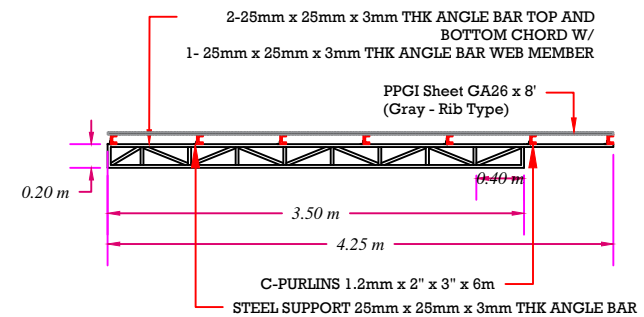 2-25mm x 25mm x 3mm THK ANGLE BAR TOP AND
BOTTOM CHORD W/
1- 25mm x 25mm x 3mm THK ANGLE BAR WEB MEMBER
PPGI Sheet GA26 x 8'
(Gray - Rib Type)
0.20 m
0.40 m
3.50 m
4.25 m
C-PURLINS 1.2mm x 2" x 3" x 6m
STEEL SUPPORT 25mm x 25mm x 3mm THK ANGLE BAR